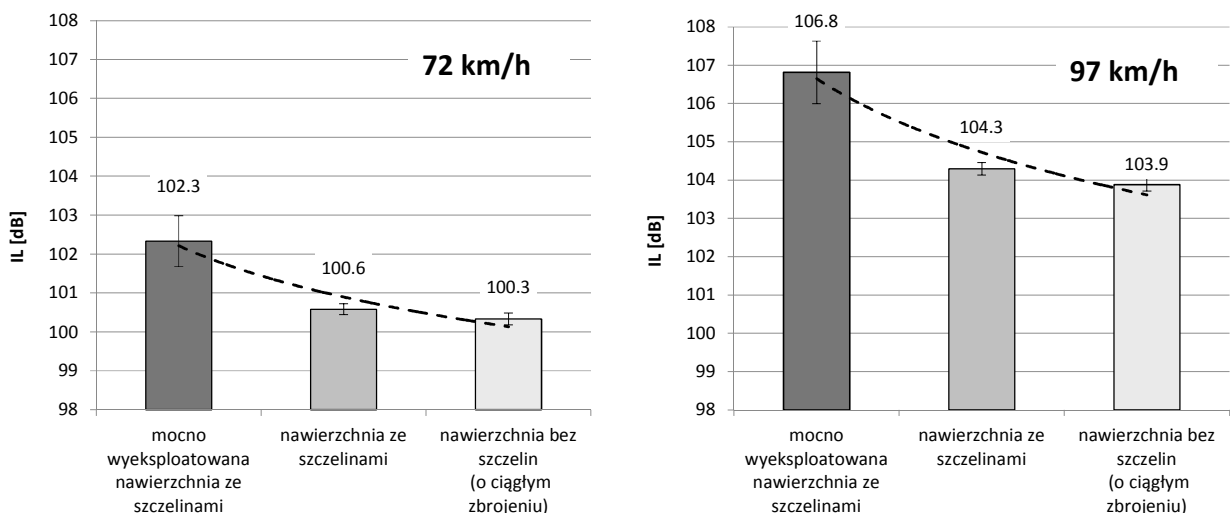 IL [dB]
108
107
106
105
104
103
102
101
100
99
98
72 km/h
102.3
100.6
100.3
mocno
wyeksploatowana
nawierzchnia ze
szczelinami
nawierzchnia ze
szczelinami
nawierzchnia bez
szczelin
(o ciągłym
zbrojeniu)
IL [dB]
108
107
106
105
104
103
102
101
100
99
98
97 km/h
106.8
104.3
103.9
mocno
wyeksploatowana
nawierzchnia ze
szczelinami
nawierzchnia ze
szczelinami
nawierzchnia bez
szczelin
(o ciągłym
zbrojeniu)